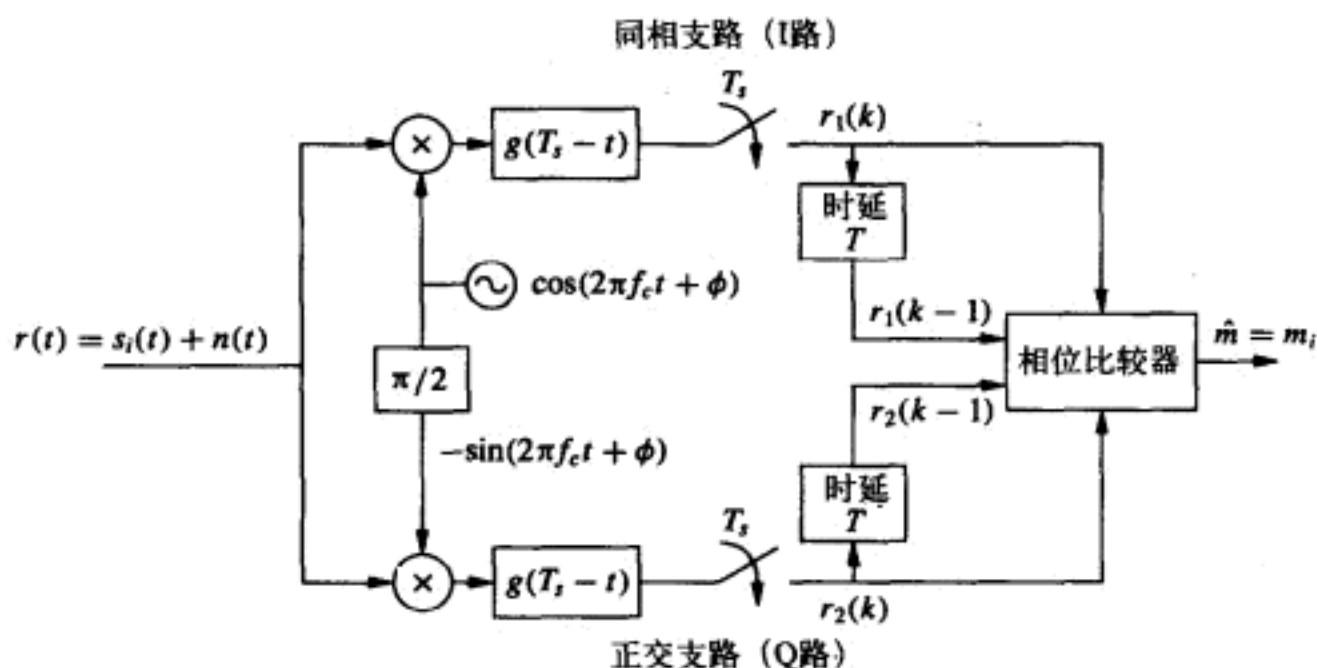 同相支路（I路）
T_s
r_1(k)
×
g(T_s − t)
时延
T
cos(2πf_c t + ϕ)
r_1(k − 1)
r(t) = s_i(t) + n(t)
π/2
相位比较器
m̂ = m_i
r_2(k − 1)
−sin(2πf_c t + ϕ)
时延
T
T_s
×
g(T_s − t)
r_2(k)
正交支路（Q路）